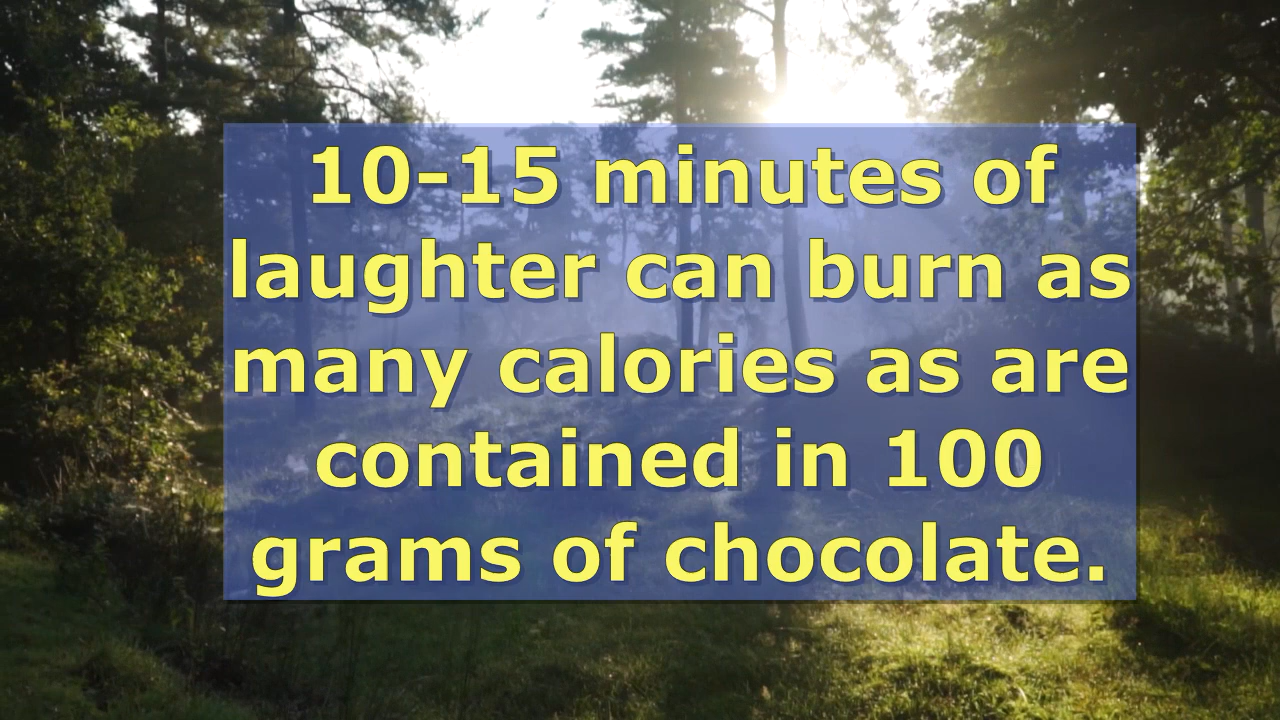 10-15 minutes of
laughter can burn as
many calories as are
contained in 100
grams of chocolate.